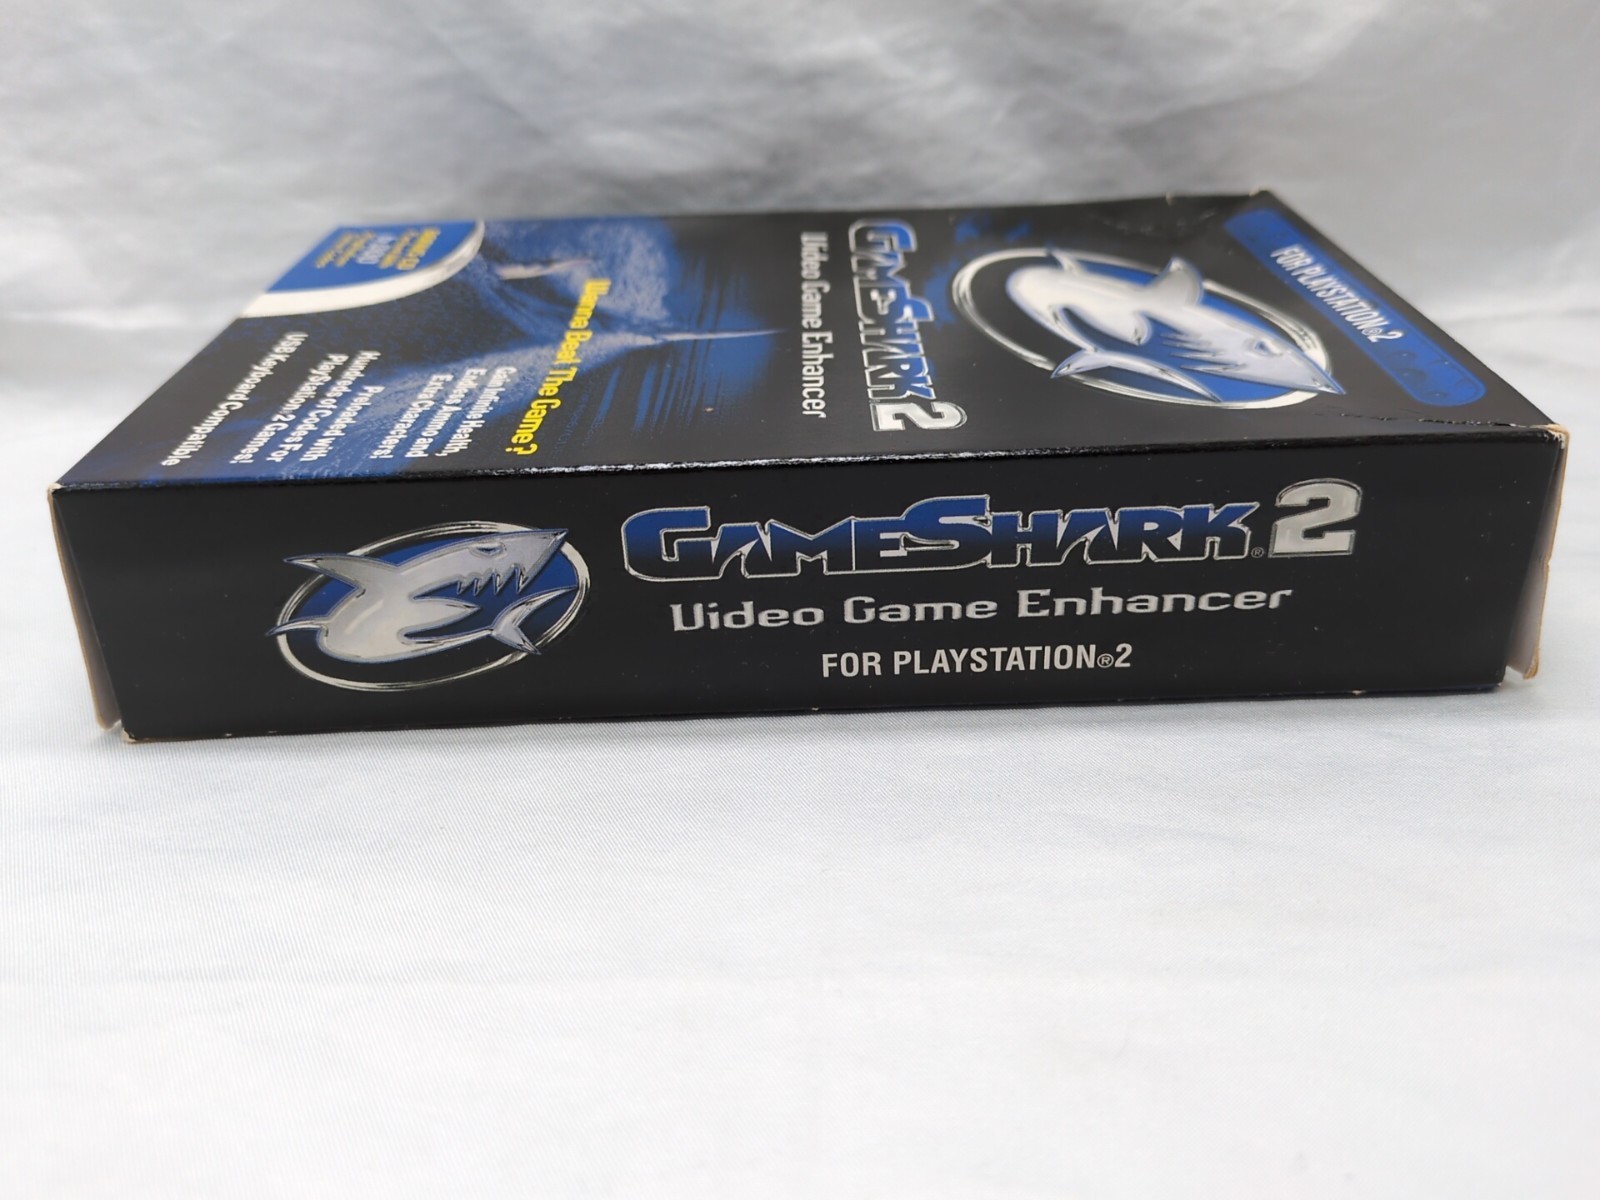 FOR PLAYSTATION®2
GAMESHARK 2
Video Game Enhancer
Wanna Beat The Game?
Gain Infinite Health,
Endless Ammo and
Extra Characters!
Preloaded with
Hundreds of Codes For
PlayStation®2 Games!
USB Keyboard Compatible
GAMESHARK® 2
Video Game Enhancer
FOR PLAYSTATION®2